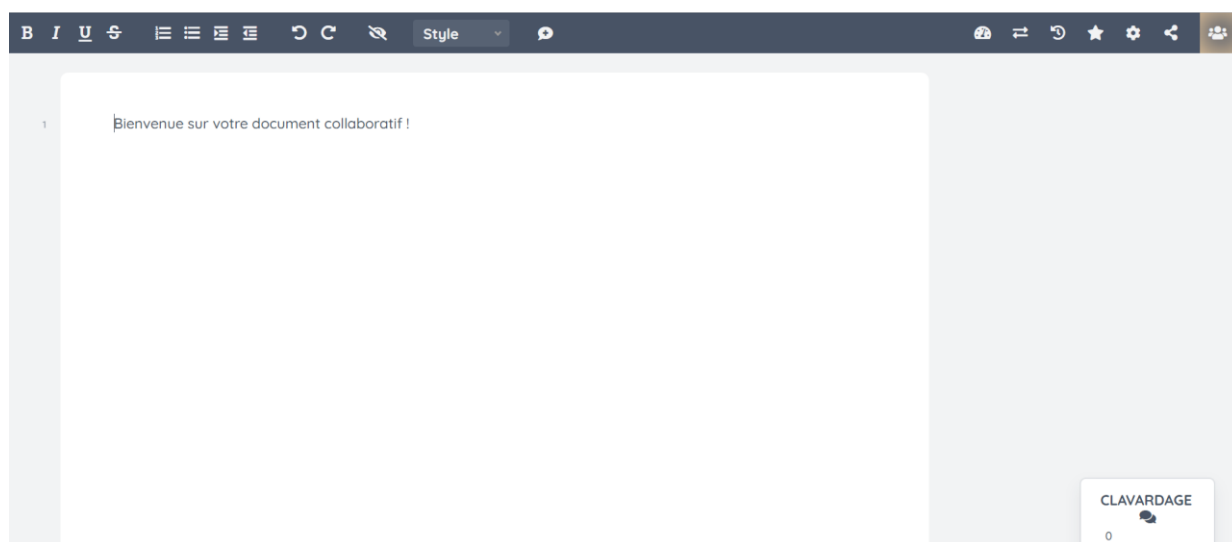 B I U S Style
1
Bienvenue sur votre document collaboratif !
CLAVARDAGE
0